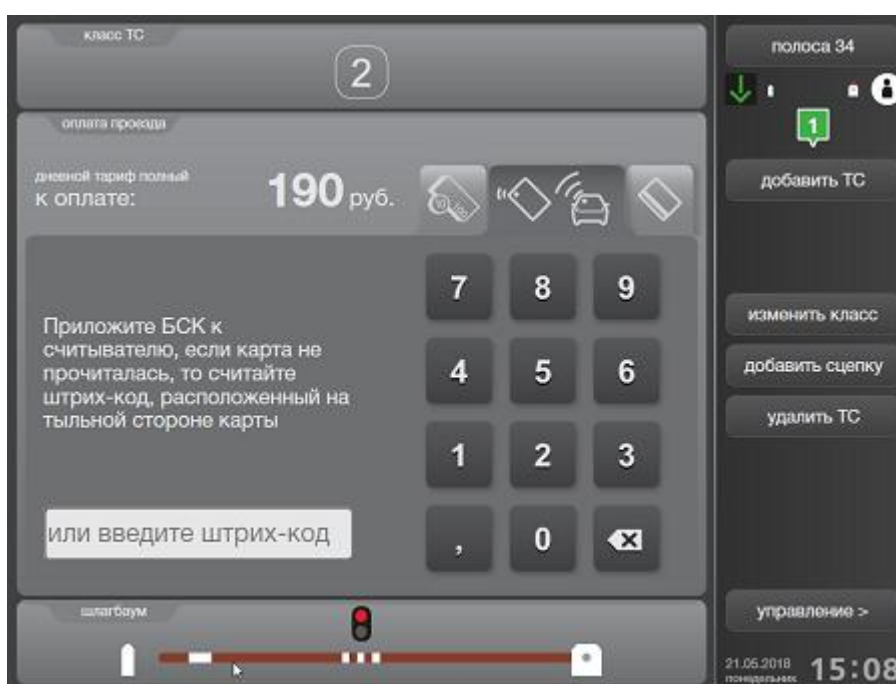 класс ТС
2
полоса 34
1
оплата проезда
дневной тариф полный
к оплате:
190 руб.
добавить ТС
7 8 9
Приложите БСК к
считывателю, если карта не
прочиталась, то считайте
штрих-код, расположенный на
тыльной стороне карты
4 5 6
1 2 3
или введите штрих-код
, 0
изменить класс
добавить сцепку
удалить ТС
управление >
шлагбаум
21.05.2018
понедельник
15:08